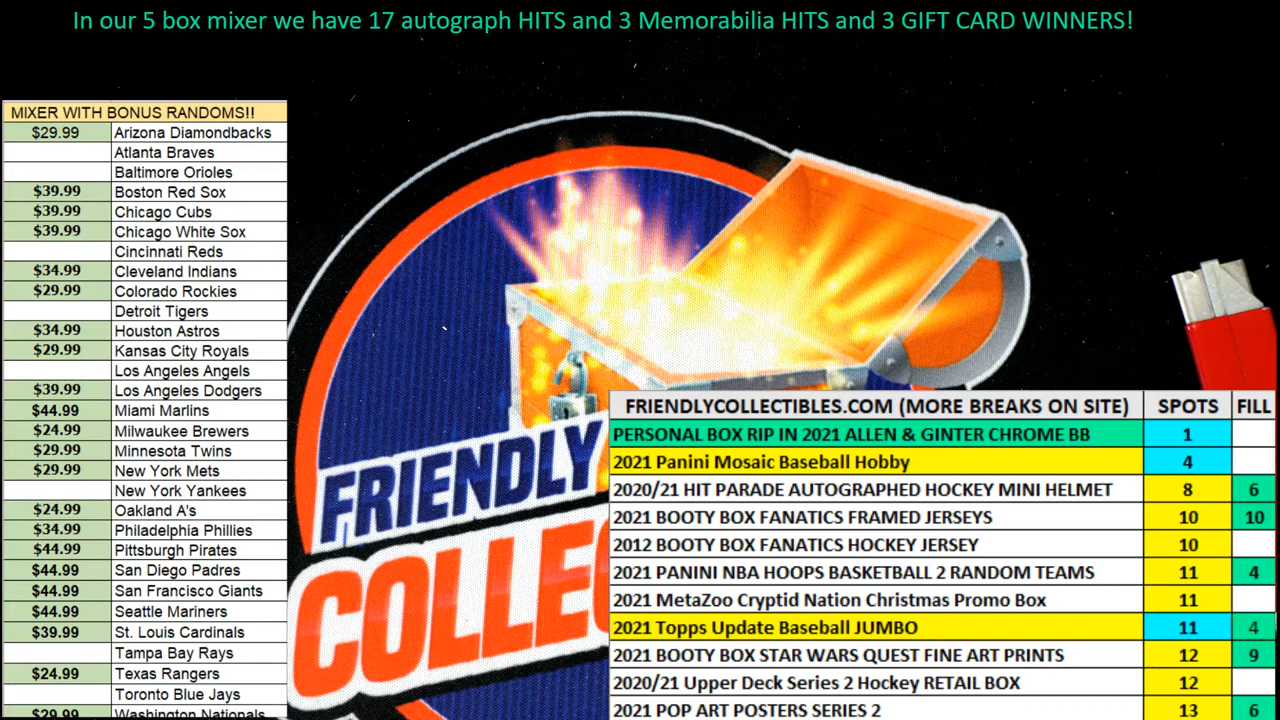 In our 5 box mixer we have 17 autograph HITS and 3 Memorabilia HITS and 3 GIFT CARD WINNERS!
MIXER WITH BONUS RANDOMS!!
$29.99 Arizona Diamondbacks
Atlanta Braves
Baltimore Orioles
$39.99 Boston Red Sox
$39.99 Chicago Cubs
$39.99 Chicago White Sox
Cincinnati Reds
$34.99 Cleveland Indians
$29.99 Colorado Rockies
Detroit Tigers
$34.99 Houston Astros
$29.99 Kansas City Royals
Los Angeles Angels
$39.99 Los Angeles Dodgers
$44.99 Miami Marlins
$24.99 Milwaukee Brewers
$29.99 Minnesota Twins
$29.99 New York Mets
New York Yankees
$24.99 Oakland A's
$34.99 Philadelphia Phillies
$44.99 Pittsburgh Pirates
$44.99 San Diego Padres
$44.99 San Francisco Giants
$44.99 Seattle Mariners
$39.99 St. Louis Cardinals
Tampa Bay Rays
$24.99 Texas Rangers
Toronto Blue Jays
$29.99 Washington Nationals
FRIENDLY
COLLEC
FRIENDLYCOLLECTIBLES.COM (MORE BREAKS ON SITE) SPOTS FILL
PERSONAL BOX RIP IN 2021 ALLEN & GINTER CHROME BB 1
2021 Panini Mosaic Baseball Hobby 4
2020/21 HIT PARADE AUTOGRAPHED HOCKEY MINI HELMET 8 6
2021 BOOTY BOX FANATICS FRAMED JERSEYS 10 10
2012 BOOTY BOX FANATICS HOCKEY JERSEY 10
2021 PANINI NBA HOOPS BASKETBALL 2 RANDOM TEAMS 11 4
2021 MetaZoo Cryptid Nation Christmas Promo Box 11
2021 Topps Update Baseball JUMBO 11 4
2021 BOOTY BOX STAR WARS QUEST FINE ART PRINTS 12 9
2020/21 Upper Deck Series 2 Hockey RETAIL BOX 12
2021 POP ART POSTERS SERIES 2 13 6